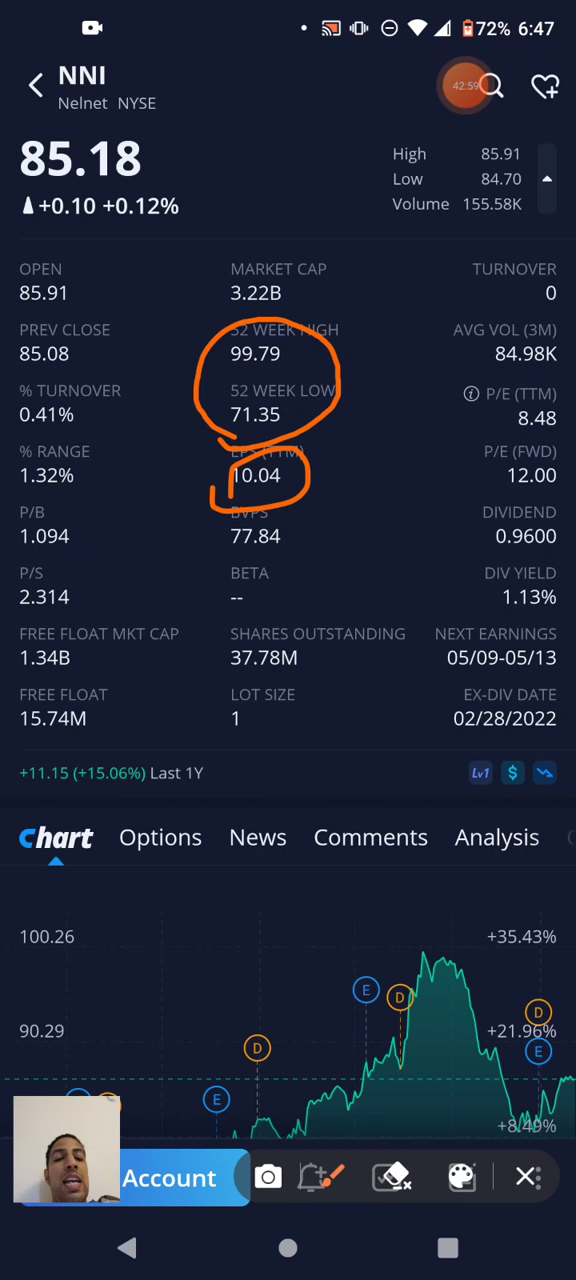 72% 6:47
NNI
Nelnet NYSE
42:59
85.18
+0.10 +0.12%
High 85.91
Low 84.70
Volume 155.58K
OPEN MARKET CAP TURNOVER
85.91 3.22B 0
PREV CLOSE 52 WEEK HIGH AVG VOL (3M)
85.08 99.79 84.98K
% TURNOVER 52 WEEK LOW P/E (TTM)
0.41% 71.35 8.48
% RANGE EPS (TTM) P/E (FWD)
1.32% 10.04 12.00
P/B BVPS DIVIDEND
1.094 77.84 0.9600
P/S BETA DIV YIELD
2.314 -- 1.13%
FREE FLOAT MKT CAP SHARES OUTSTANDING NEXT EARNINGS
1.34B 37.78M 05/09-05/13
FREE FLOAT LOT SIZE EX-DIV DATE
15.74M 1 02/28/2022
+11.15 (+15.06%) Last 1Y Lv1 $
Chart Options News Comments Analysis
100.26 +35.43%
E D
D
90.29 +21.96%
D E
E
+8.49%
Account